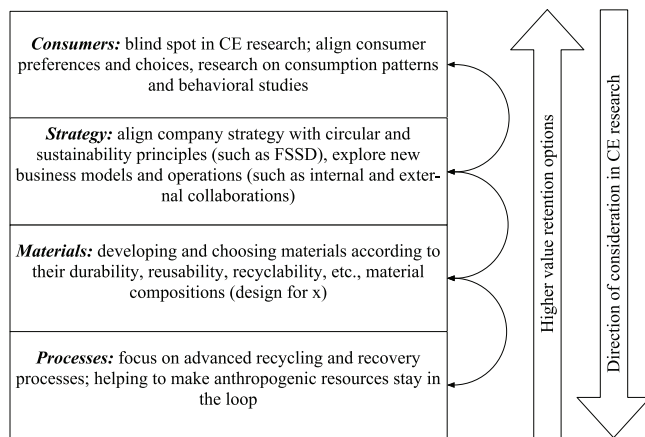 Consumers: blind spot in CE research; align consumer
preferences and choices, research on consumption patterns
and behavioral studies
Strategy: align company strategy with circular and
sustainability principles (such as FSSD), explore new
business models and operations (such as internal and exter-
nal collaborations)
Materials: developing and choosing materials according to
their durability, reusability, recyclability, etc., material
compositions (design for x)
Processes: focus on advanced recycling and recovery
processes; helping to make anthropogenic resources stay in
the loop
Higher value retention options
Direction of consideration in CE research